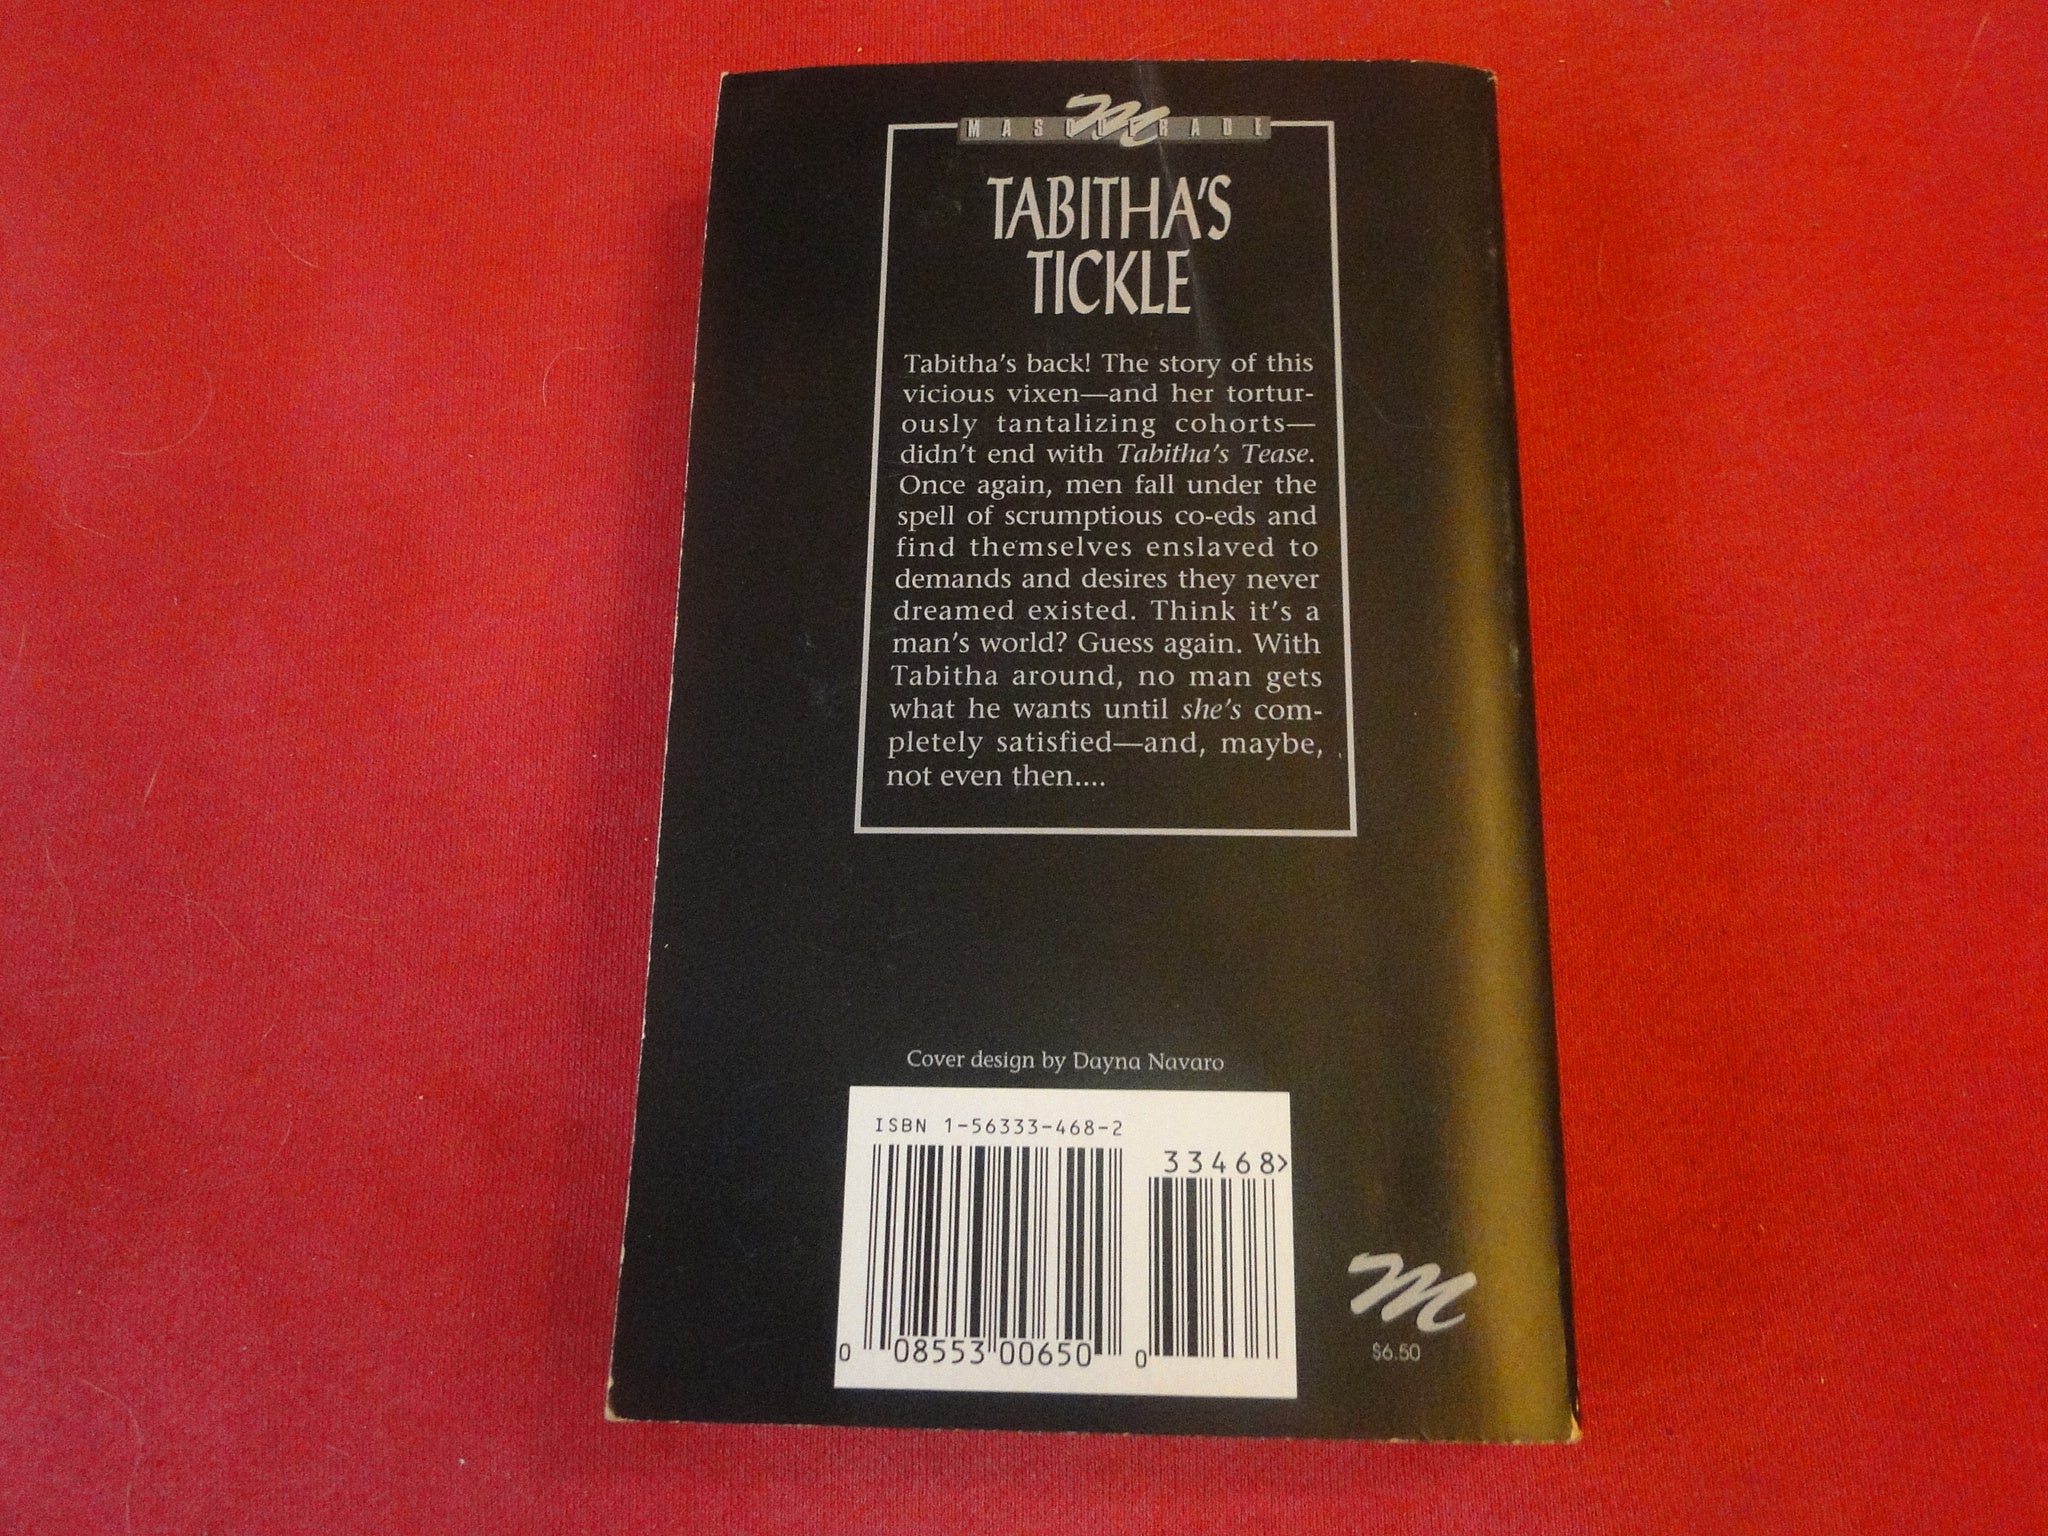 MASQUERADE
TABITHA'S
TICKLE
Tabitha's back! The story of this
vicious vixen—and her tortur-
ously tantalizing cohorts—
didn't end with Tabitha's Tease.
Once again, men fall under the
spell of scrumptious co-eds and
find themselves enslaved to
demands and desires they never
dreamed existed. Think it's a
man's world? Guess again. With
Tabitha around, no man gets
what he wants until she's com-
pletely satisfied—and, maybe,
not even then....
Cover design by Dayna Navaro
ISBN 1-56333-468-2
33468>
0 08553 00650 0
M
$6.50